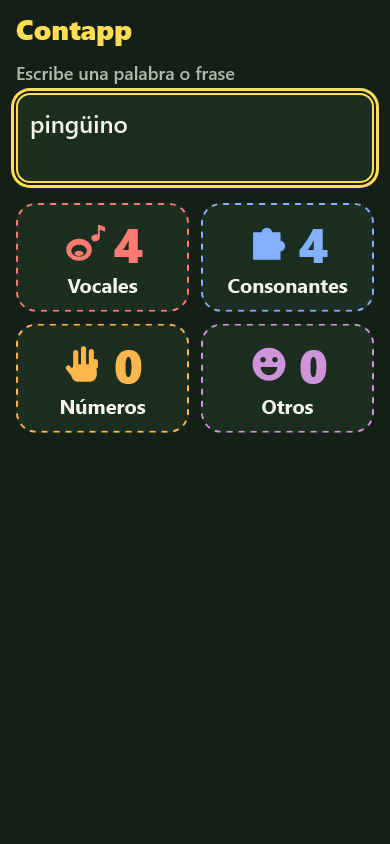 Contapp
Escribe una palabra o frase
pingüino
4
Vocales
4
Consonantes
0
Números
0
Otros